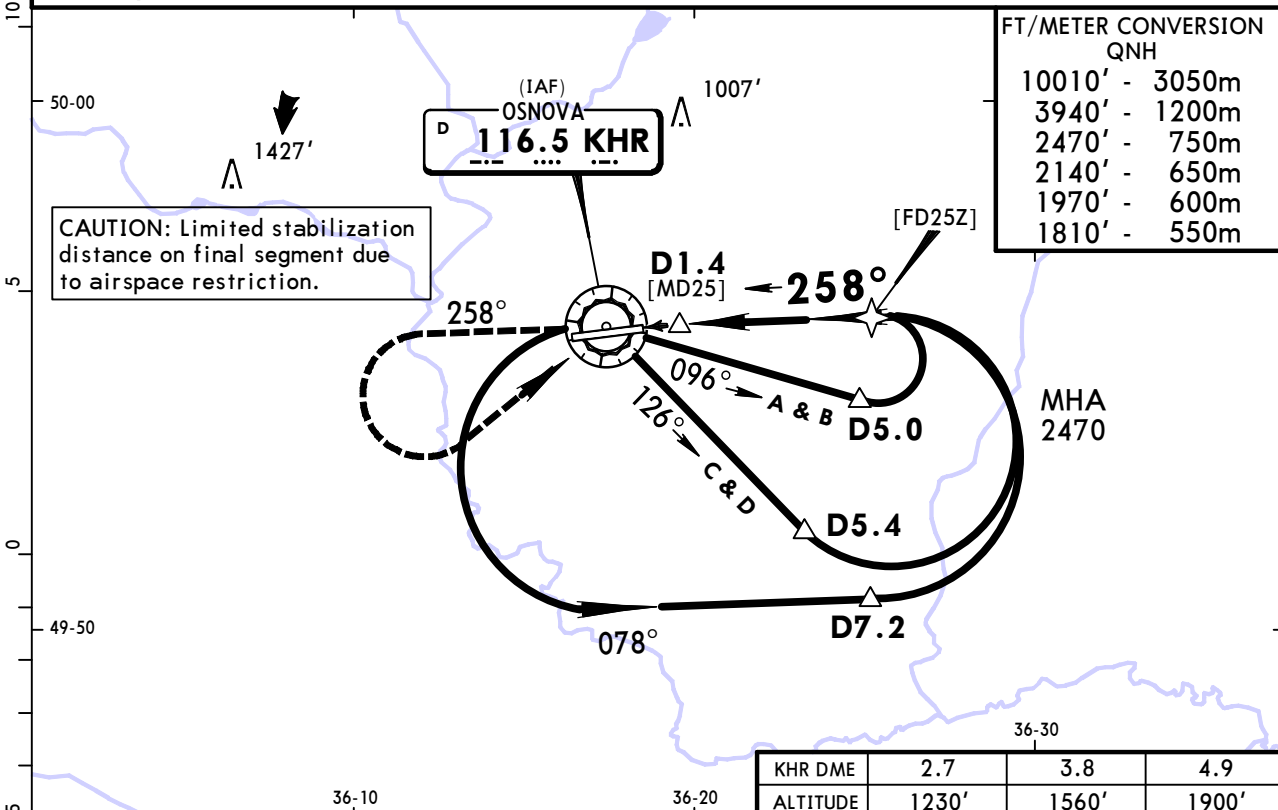 10
50-00
5
0
49-50
5
36-10
36-20
36-30
1427'
1007'
CAUTION: Limited stabilization
distance on final segment due
to airspace restriction.
(IAF)
OSNOVA
D 116.5 KHR
FT/METER CONVERSION
QNH
10010' - 3050m
3940' - 1200m
2470' - 750m
2140' - 650m
1970' - 600m
1810' - 550m
[FD25Z]
D1.4
[MD25]
258°
258°
096°
A & B
D5.0
126°
C & D
D5.4
MHA
2470
078°
D7.2
KHR DME 2.7 3.8 4.9
ALTITUDE 1230' 1560' 1900'